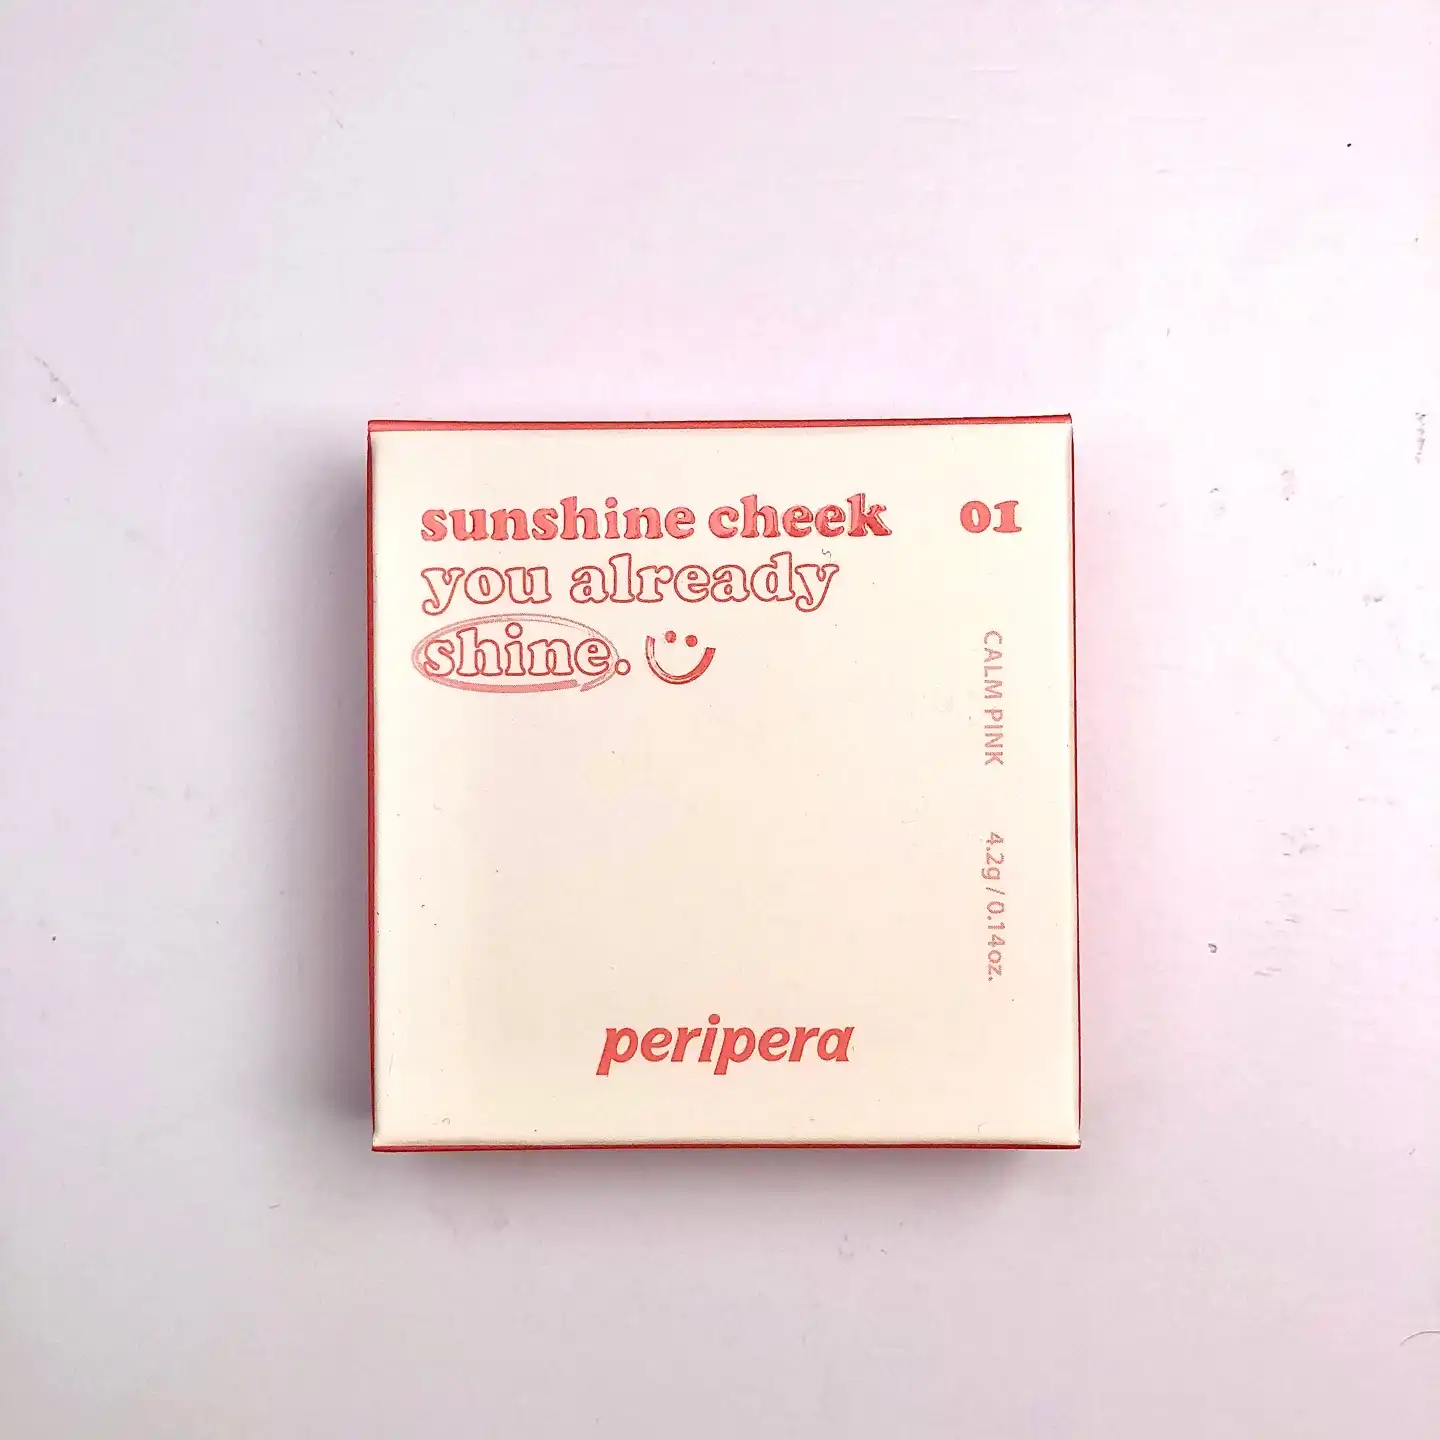 sunshine cheek
you already
shine.
01
CALM PINK
4.2g / 0.14oz.
peripera